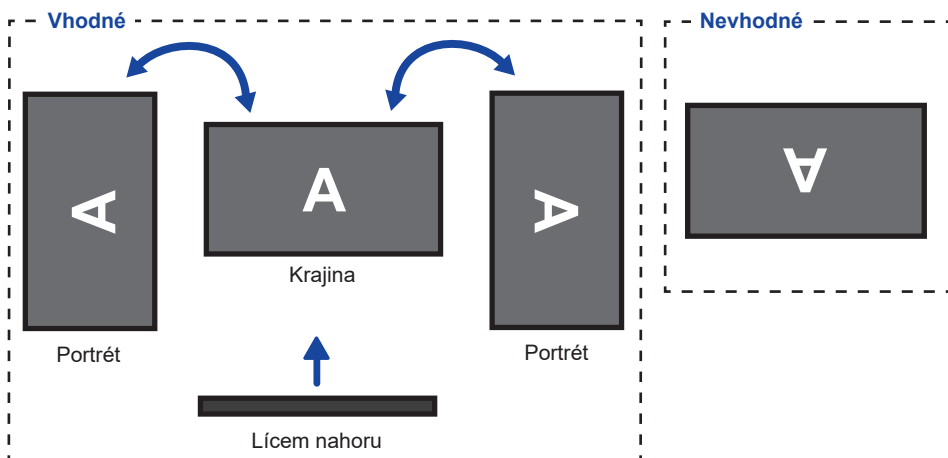 Vhodné
Nevhodné
A
A
A
A
Krajina
Portrét
Portrét
Lícem nahoru